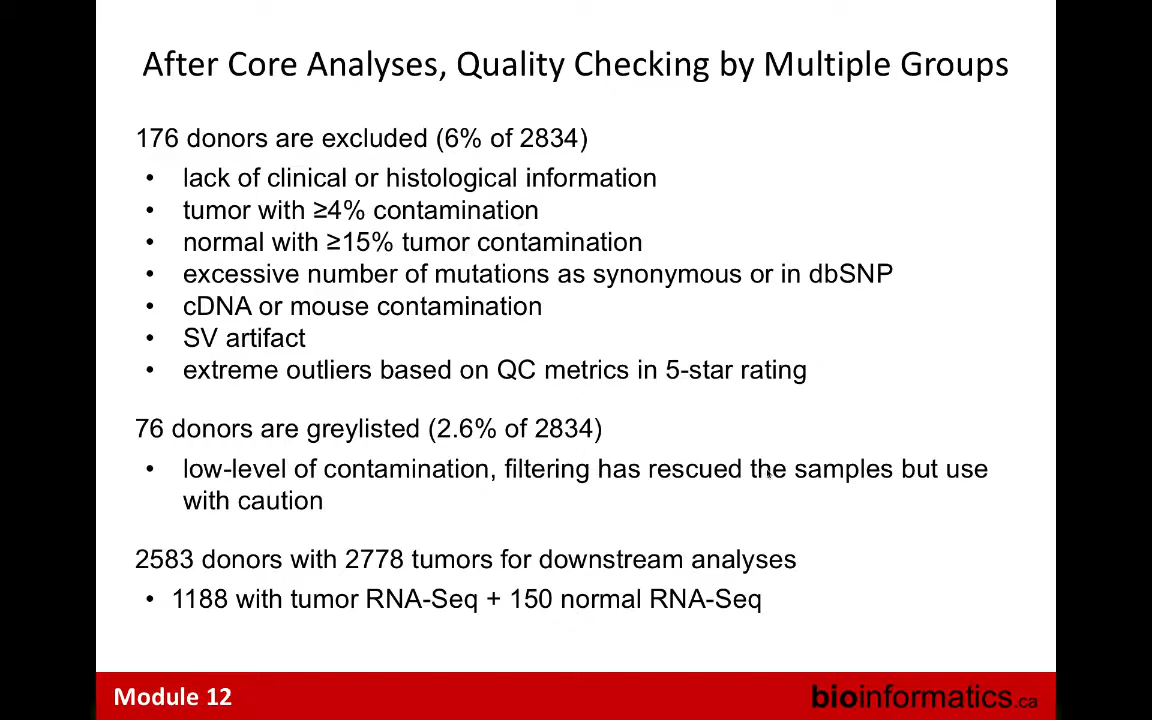 After Core Analyses, Quality Checking by Multiple Groups
176 donors are excluded (6% of 2834)
• lack of clinical or histological information
• tumor with ≥4% contamination
• normal with ≥15% tumor contamination
• excessive number of mutations as synonymous or in dbSNP
• cDNA or mouse contamination
• SV artifact
• extreme outliers based on QC metrics in 5-star rating
76 donors are greylisted (2.6% of 2834)
• low-level of contamination, filtering has rescued the samples but use
with caution
2583 donors with 2778 tumors for downstream analyses
• 1188 with tumor RNA-Seq + 150 normal RNA-Seq
Module 12
bioinformatics.ca